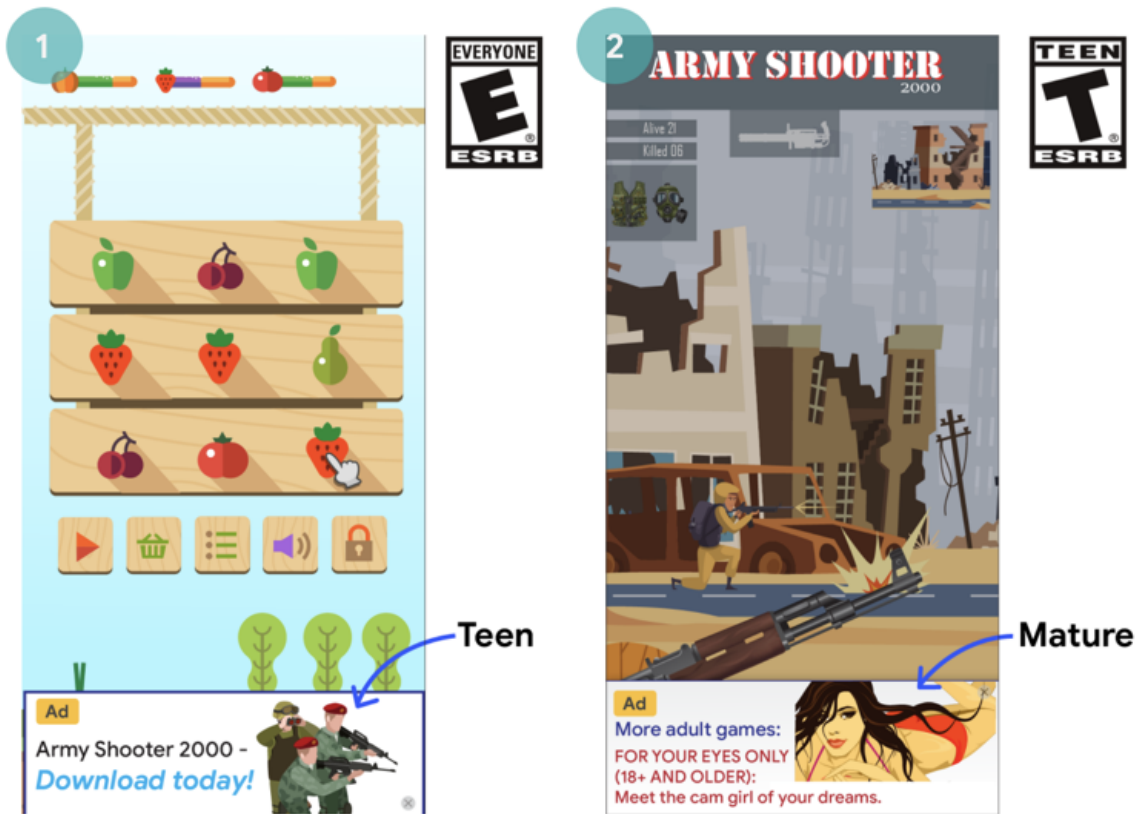 1
EVERYONE
E
ESRB
Ad
Army Shooter 2000 -
Download today!
Teen
2
ARMY SHOOTER
2000
TEEN
T
ESRB
Alive 21
Killed 06
Ad
More adult games:
FOR YOUR EYES ONLY
(18+ AND OLDER):
Meet the cam girl of your dreams.
Mature